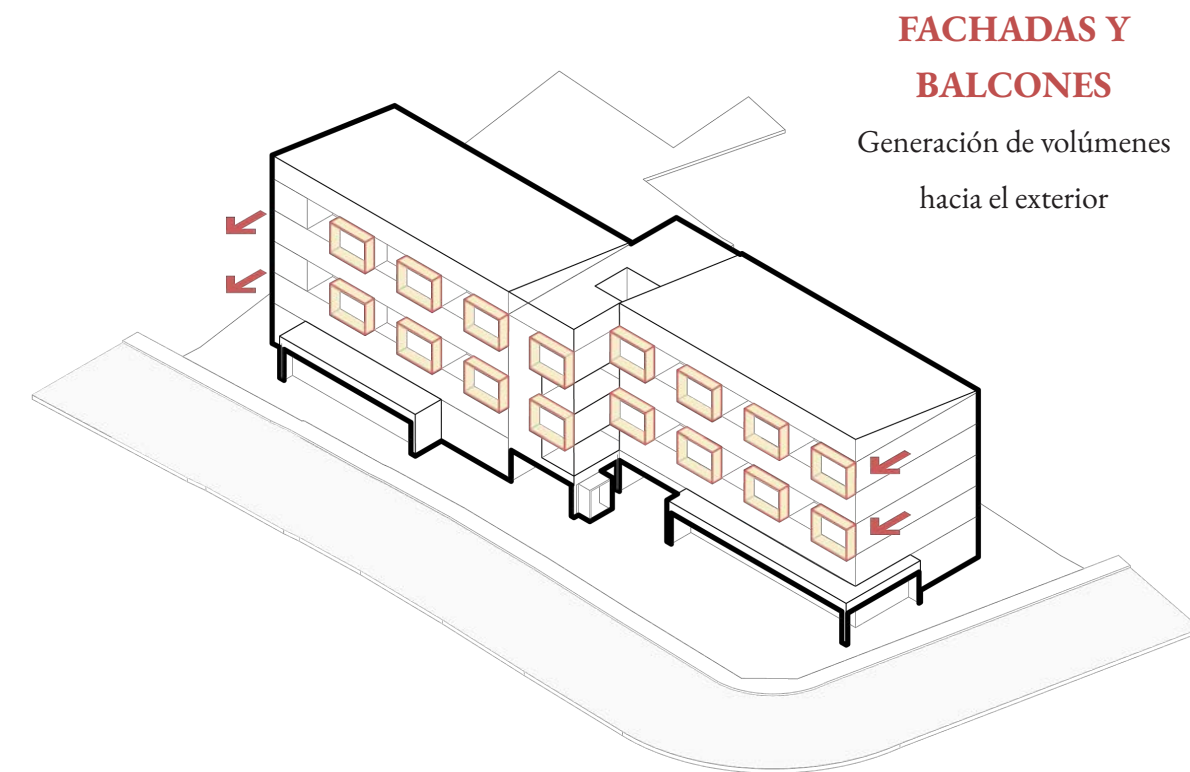 FACHADAS Y
BALCONES
Generación de volúmenes
hacia el exterior